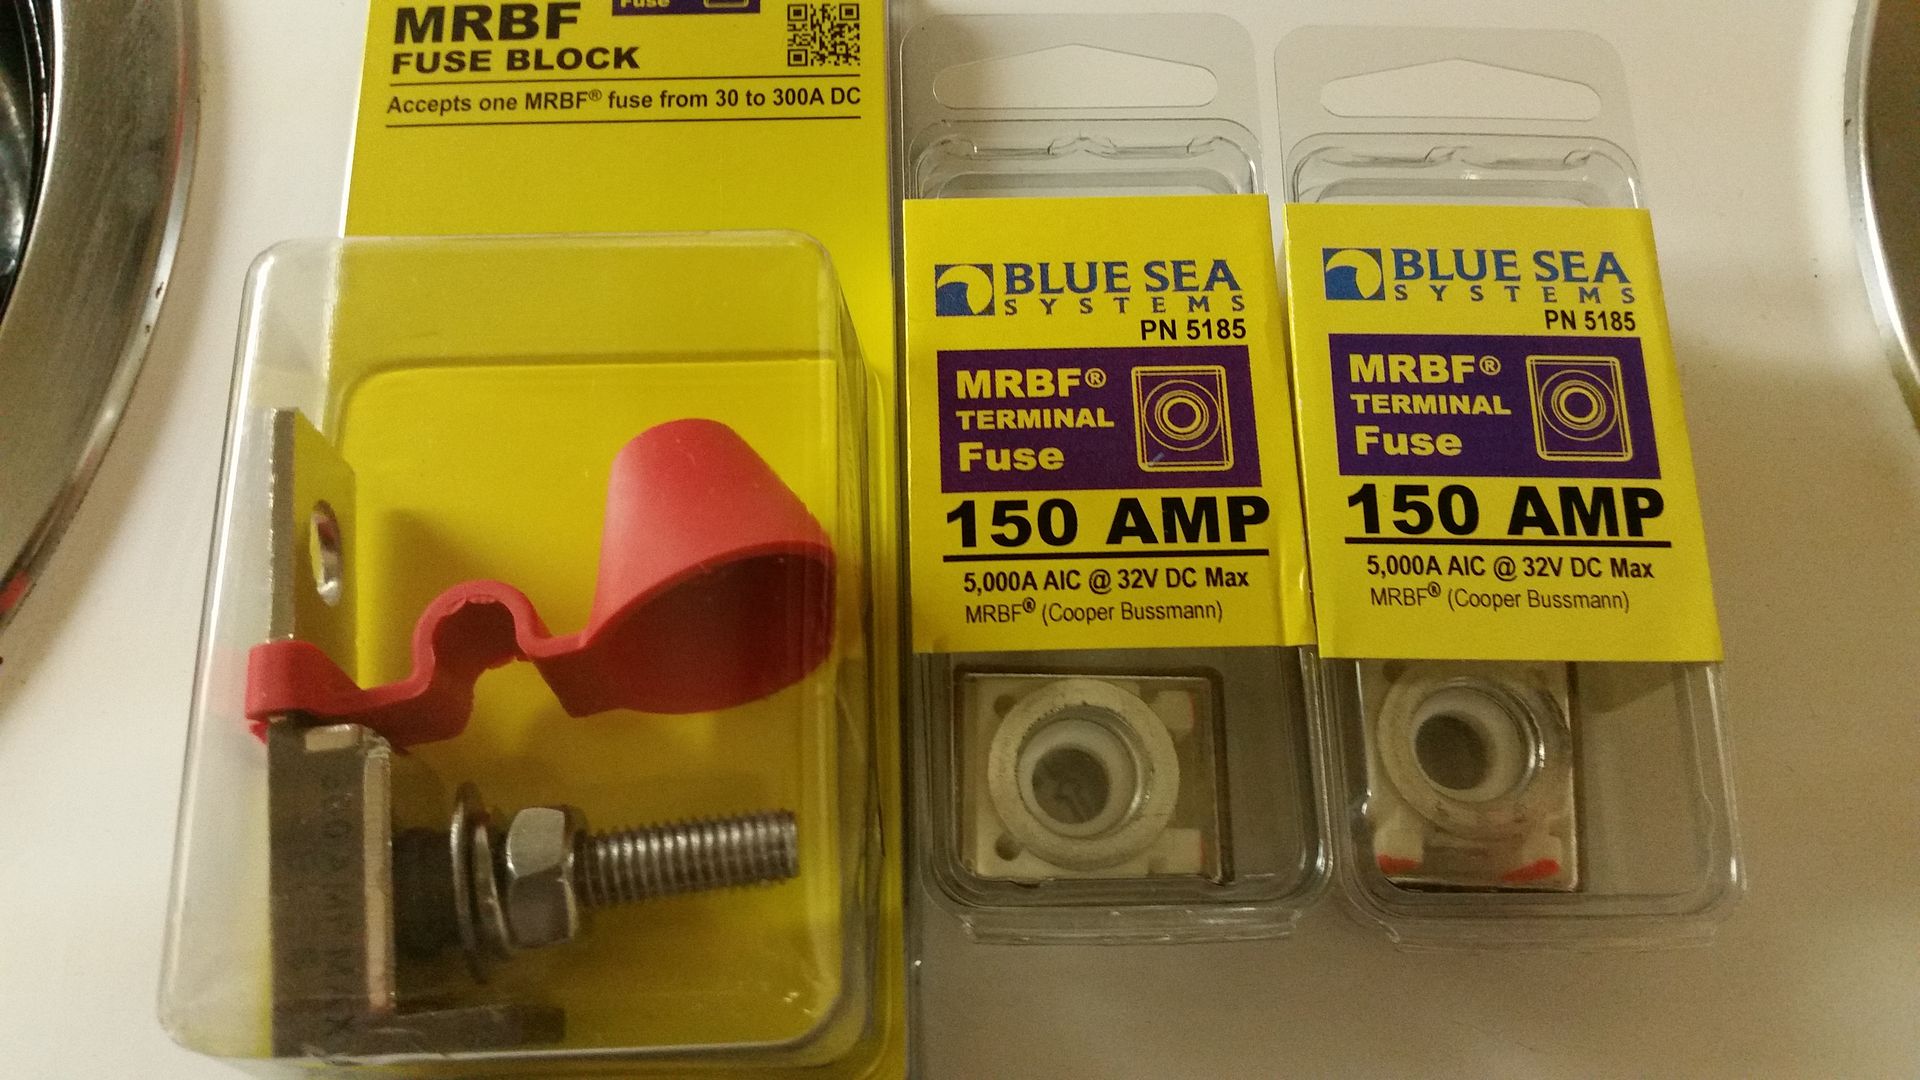 Fuse
MRBF
FUSE BLOCK
Accepts one MRBF® fuse from 30 to 300A DC
BLUE SEA
SYSTEMS
PN 5185
MRBF®
TERMINAL
Fuse
150 AMP
5,000A AIC @ 32V DC Max
MRBF® (Cooper Bussmann)
BLUE SEA
SYSTEMS
PN 5185
MRBF®
TERMINAL
Fuse
150 AMP
5,000A AIC @ 32V DC Max
MRBF® (Cooper Bussmann)